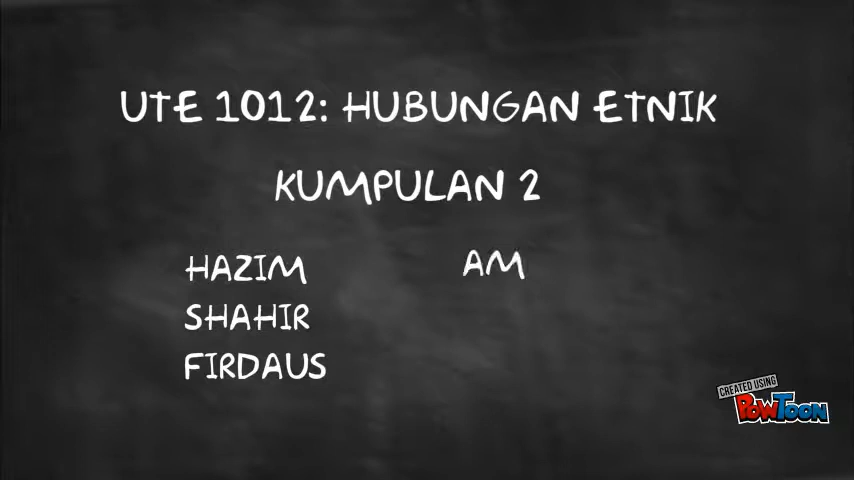 UTE 1012: HUBUNGAN ETNIK
KUMPULAN 2
HAZIM
SHAHIR
FIRDAUS
AM
CREATED USING
POWTOON